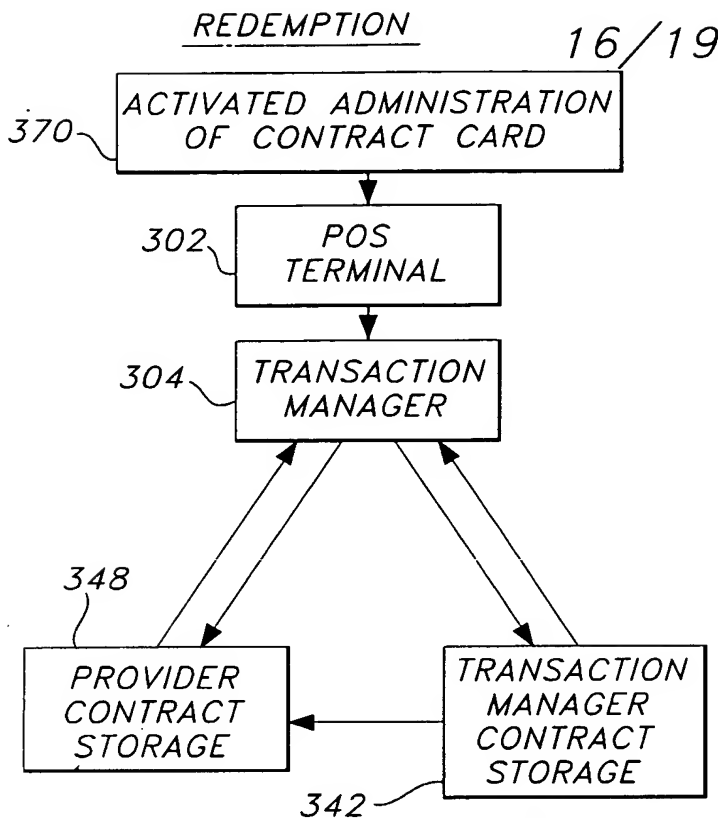 REDEMPTION
16/19
ACTIVATED ADMINISTRATION
OF CONTRACT CARD
370
POS
TERMINAL
302
TRANSACTION
MANAGER
304
348
PROVIDER
CONTRACT
STORAGE
TRANSACTION
MANAGER
CONTRACT
STORAGE
342